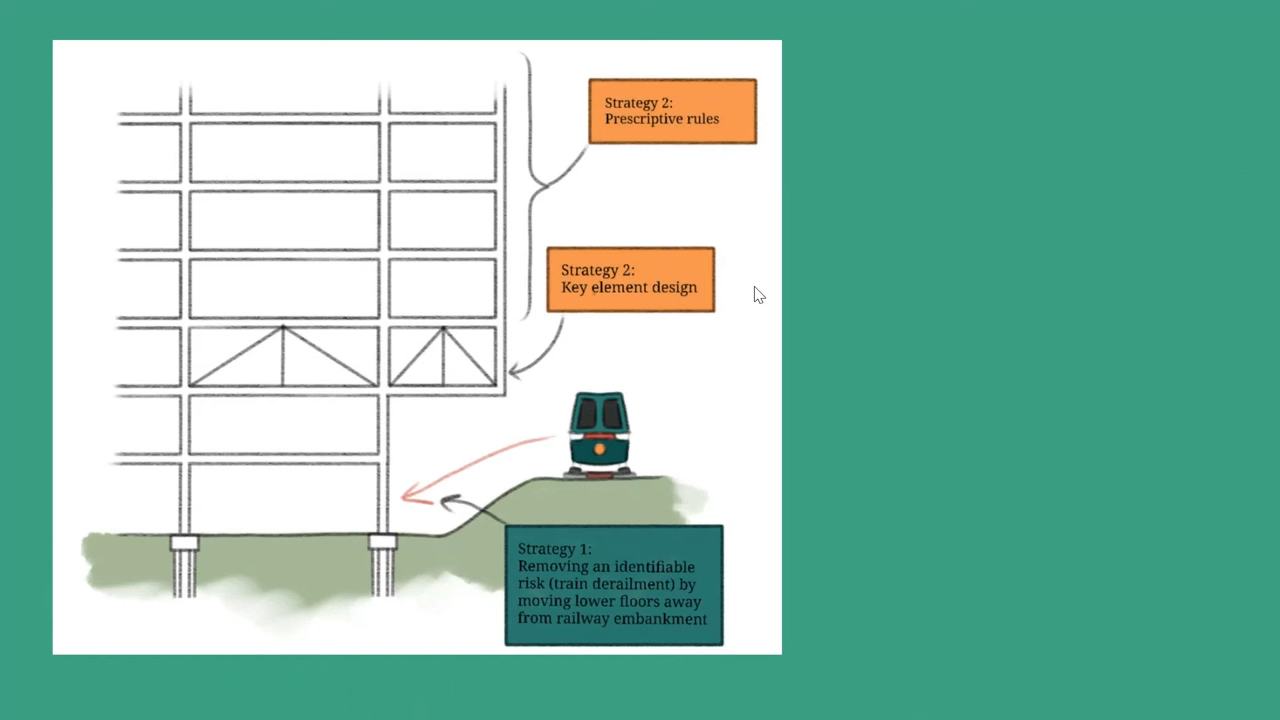 Strategy 2:
Prescriptive rules
Strategy 2:
Key element design
Strategy 1:
Removing an identifiable
risk (train derailment) by
moving lower floors away
from railway embankment